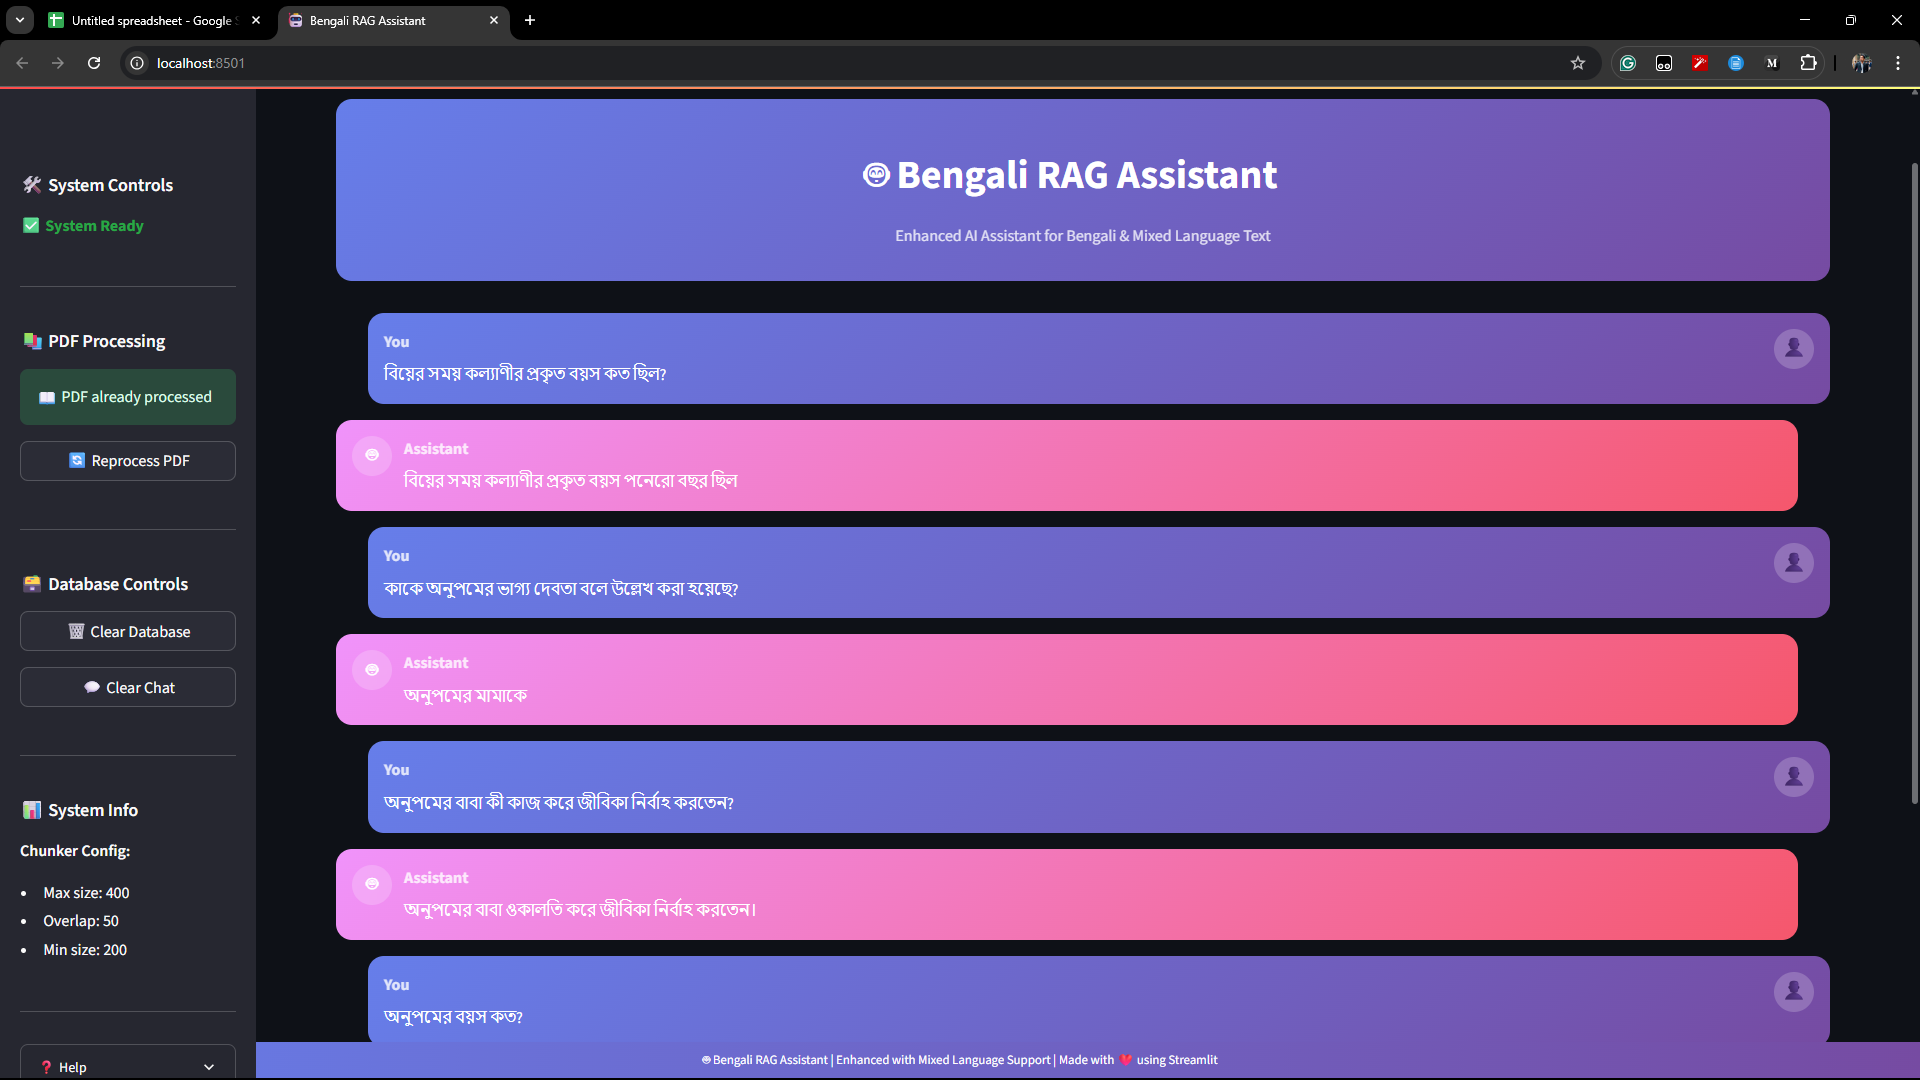 Untitled spreadsheet - Google S
Bengali RAG Assistant
localhost:8501
System Controls
System Ready
PDF Processing
PDF already processed
Reprocess PDF
Database Controls
Clear Database
Clear Chat
System Info
Chunker Config:
Max size: 400
Overlap: 50
Min size: 200
Help
Bengali RAG Assistant
Enhanced AI Assistant for Bengali & Mixed Language Text
You
বিয়ের সময় কল্যাণীর প্রকৃত বয়স কত ছিল?
Assistant
বিয়ের সময় কল্যাণীর প্রকৃত বয়স পনেরো বছর ছিল
You
কাকে অনুপমের ভাগ্য দেবতা বলে উল্লেখ করা হয়েছে?
Assistant
অনুপমের মামাকে
You
অনুপমের বাবা কী কাজ করে জীবিকা নির্বাহ করতেন?
Assistant
অনুপমের বাবা ওকালতি করে জীবিকা নির্বাহ করতেন।
You
অনুপমের বয়স কত?
Bengali RAG Assistant | Enhanced with Mixed Language Support | Made with ❤️ using Streamlit